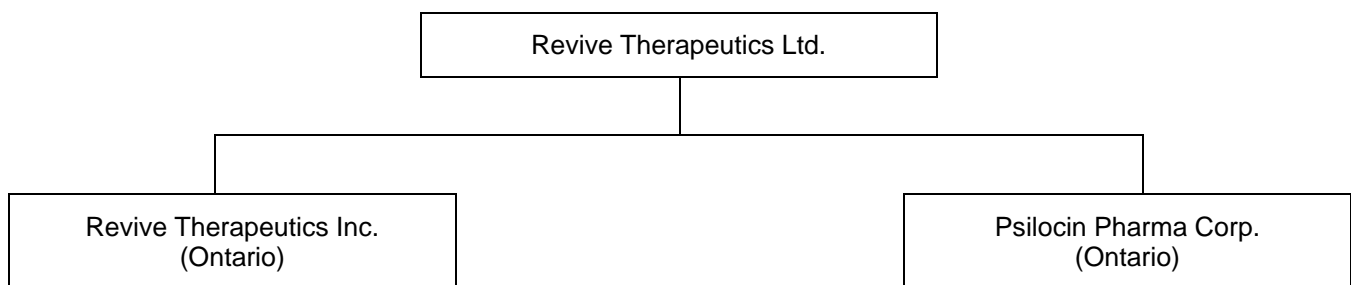 Revive Therapeutics Ltd.
Revive Therapeutics Inc.
(Ontario)
Psilocin Pharma Corp.
(Ontario)